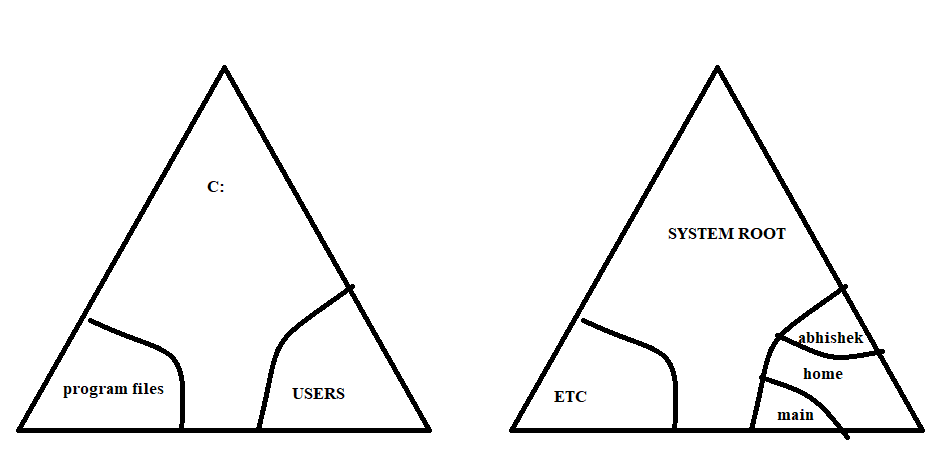 C:
program files
USERS
SYSTEM ROOT
ETC
abhishek
home
main